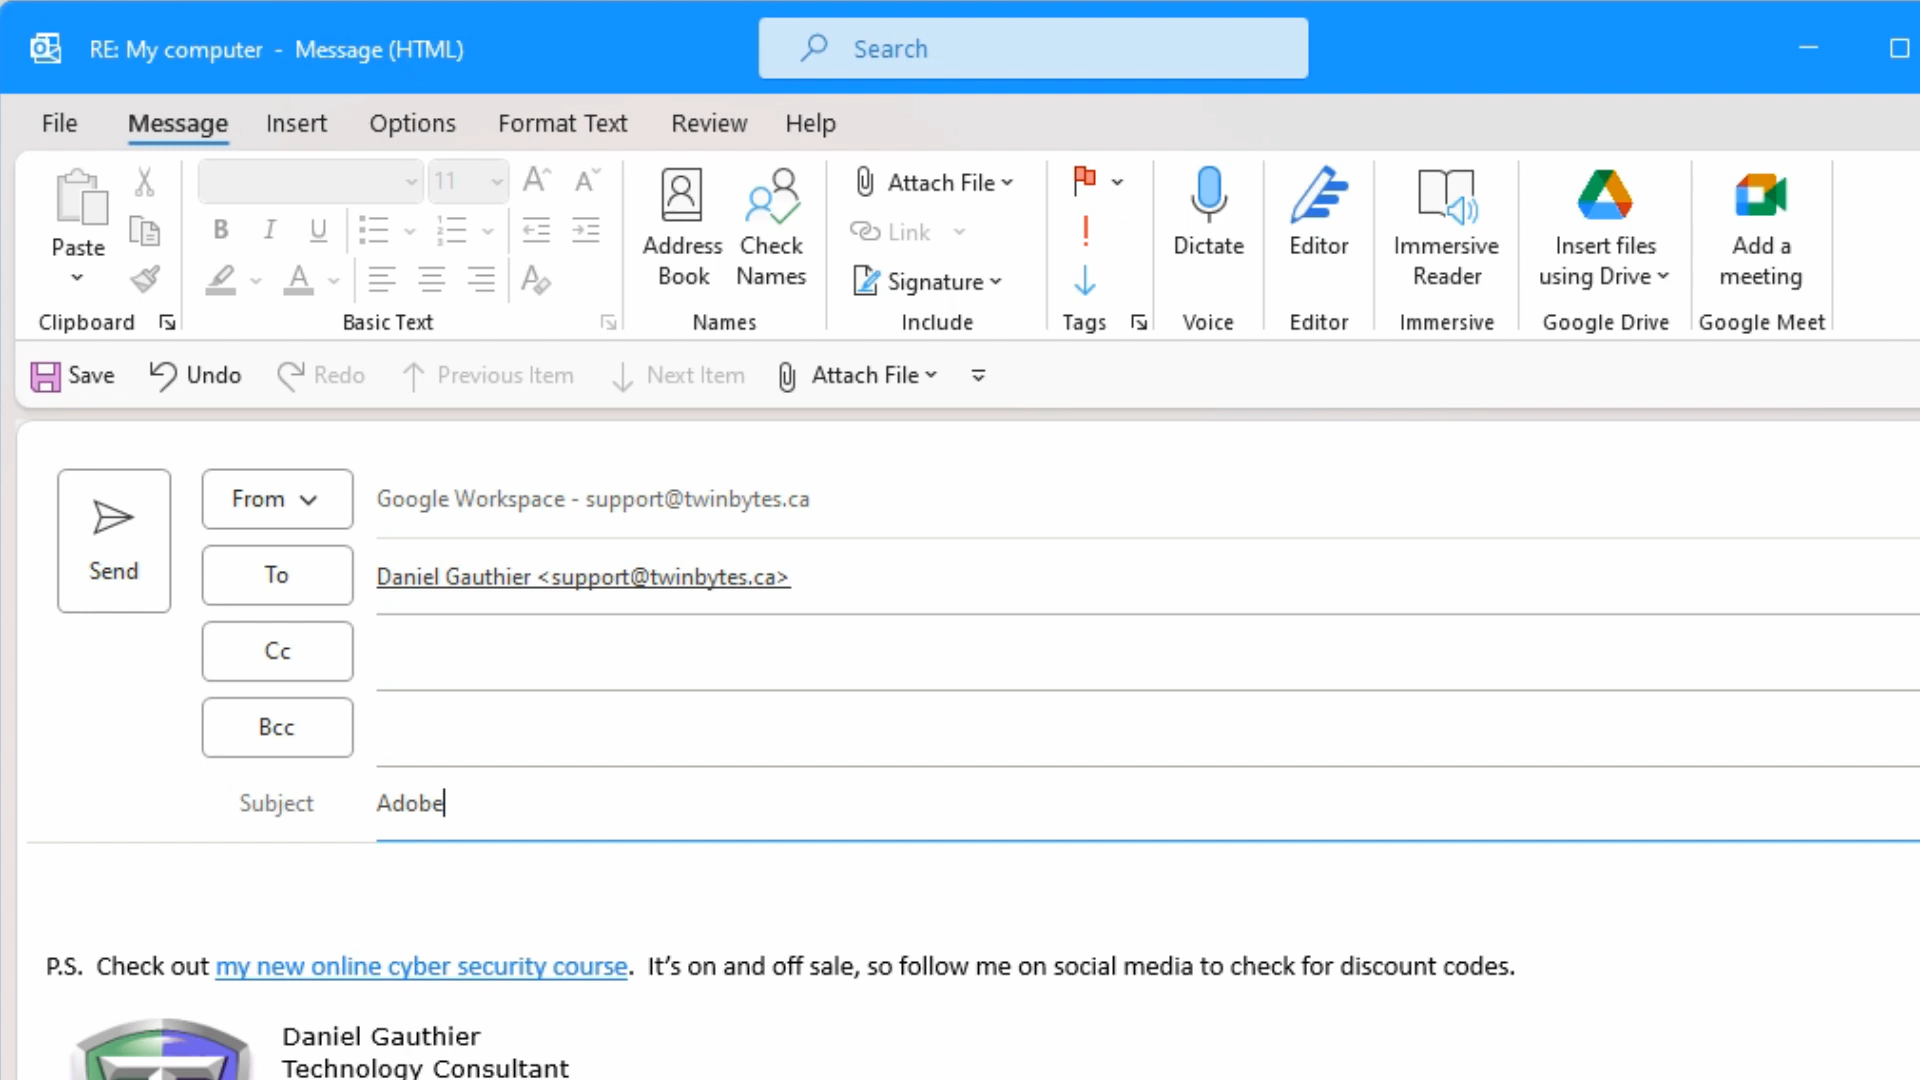 RE: My computer - Message (HTML)
Search
File Message Insert Options Format Text Review Help
Paste
11
B I U
A
Clipboard
Basic Text
Address Book
Check Names
Names
Attach File
Link
Signature
Include
Tags
Dictate
Voice
Editor
Editor
Immersive Reader
Immersive
Insert files using Drive
Google Drive
Add a meeting
Google Meet
Save Undo Redo Previous Item Next Item Attach File
Send
From Google Workspace - support@twinbytes.ca
To Daniel Gauthier <support@twinbytes.ca>
Cc
Bcc
Subject Adobe
P.S. Check out my new online cyber security course. It’s on and off sale, so follow me on social media to check for discount codes.
Daniel Gauthier
Technology Consultant